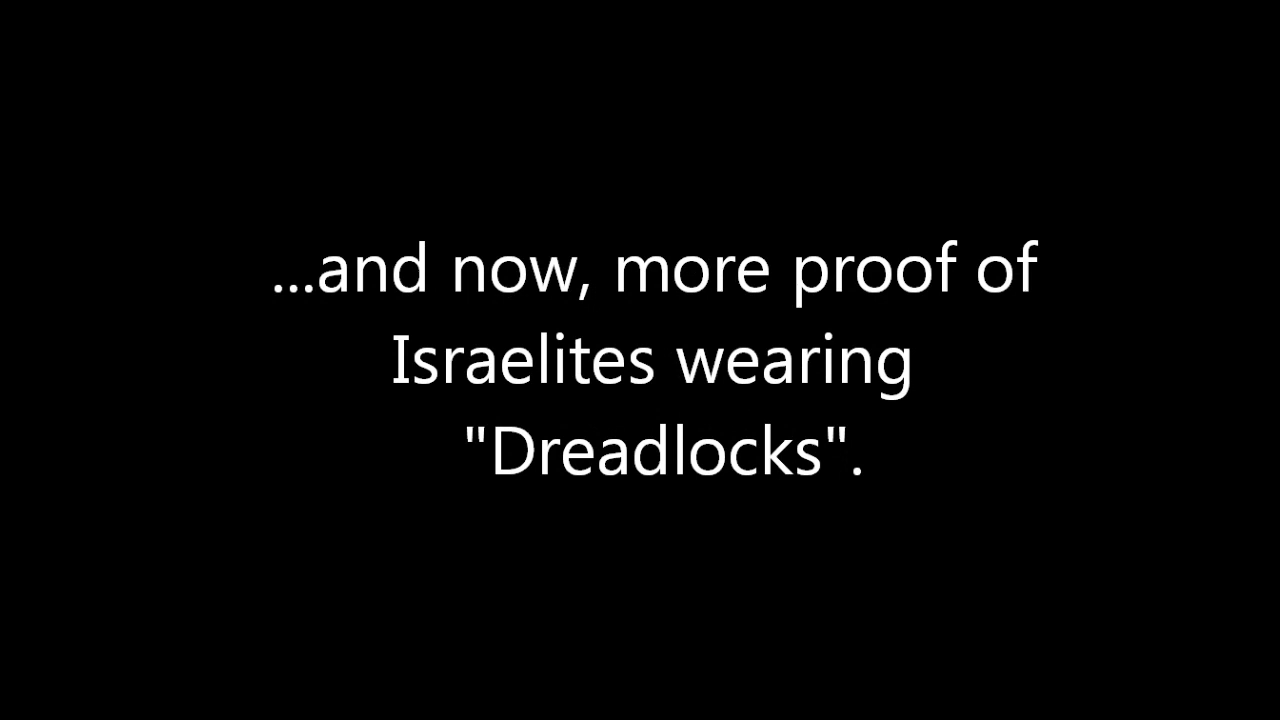 ...and now, more proof of
Israelites wearing
"Dreadlocks".